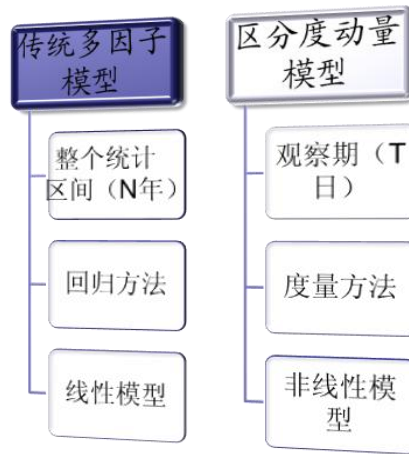 传统多因子
模型
整个统计
区间（N年）
回归方法
线性模型
区分度动量
模型
观察期（T
日）
度量方法
非线性模
型